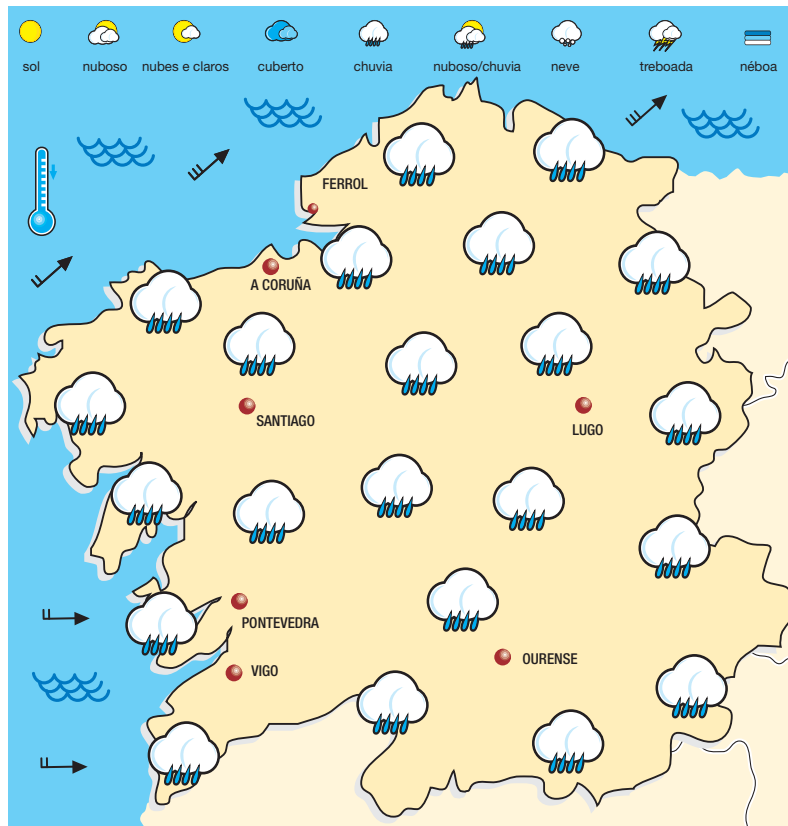 sol nuboso nubes e claros cuberto chuvia nuboso/chuvia neve treboada néboa
FERROL
A CORUÑA
SANTIAGO
LUGO
PONTEVEDRA
OURENSE
VIGO